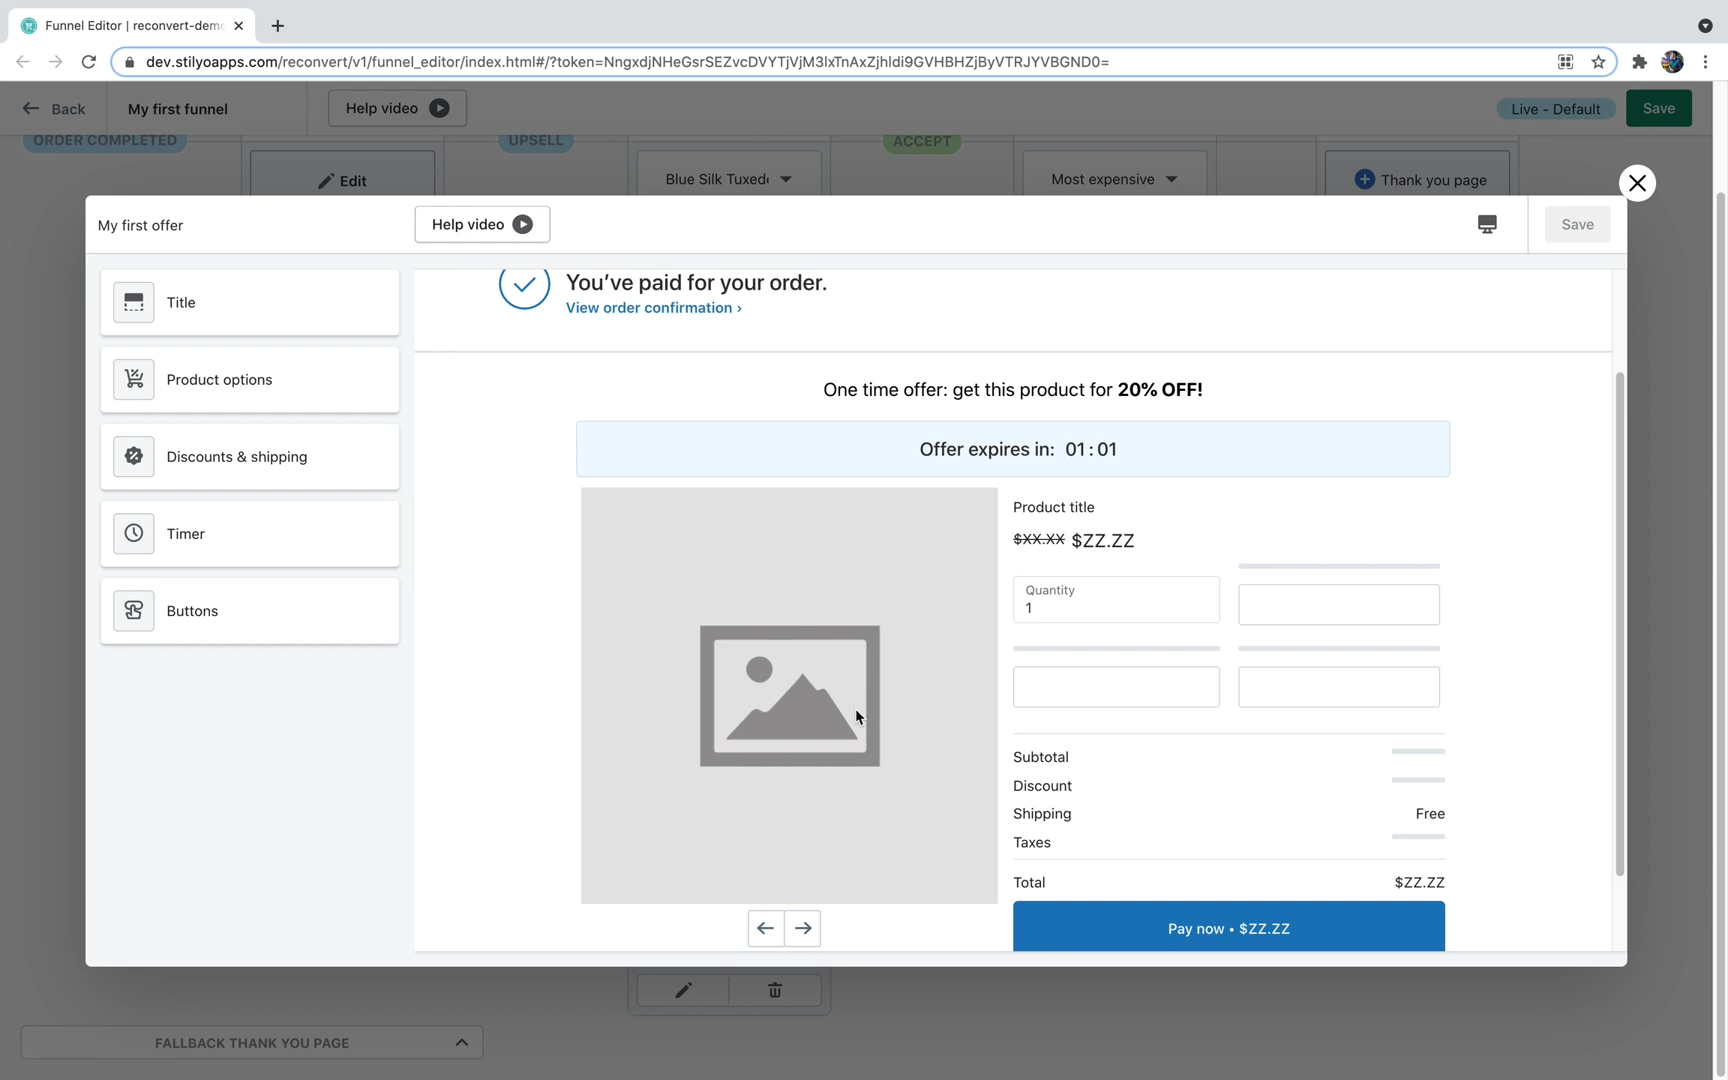 Funnel Editor | reconvert-demo
dev.stilyoapps.com/reconvert/v1/funnel_editor/index.html#/?token=NngxdjNHeGsrSEZvcDVYTjVjM3lxTnAxZjhldi9GVHBHZjByVTRJYVBGND0=
Back
My first funnel
Help video
Live - Default
Save
ORDER COMPLETED
UPSELL
ACCEPT
Edit
Blue Silk Tuxed
Most expensive
Thank you page
My first offer
Help video
Save
Title
Product options
Discounts & shipping
Timer
Buttons
You’ve paid for your order.
View order confirmation ›
One time offer: get this product for 20% OFF!
Offer expires in: 01 : 01
Product title
$XX.XX $ZZ.ZZ
Quantity
1
Subtotal
Discount
Shipping Free
Taxes
Total $ZZ.ZZ
Pay now • $ZZ.ZZ
FALLBACK THANK YOU PAGE